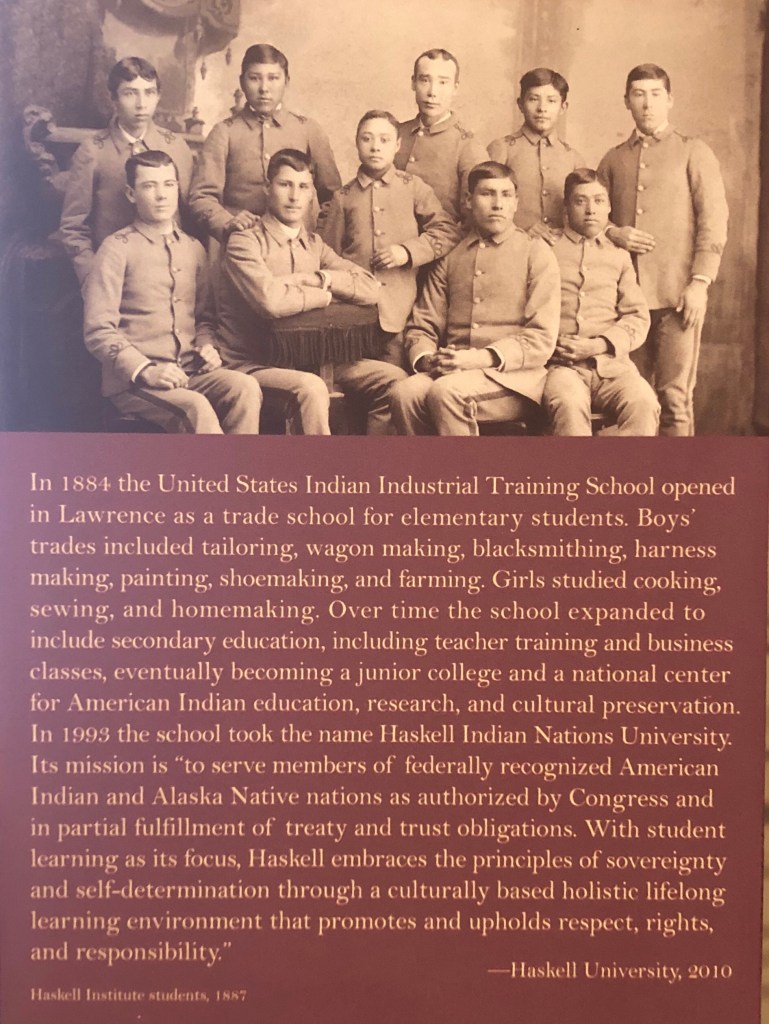 In 1884 the United States Indian Industrial Training School opened
in Lawrence as a trade school for elementary students. Boys’
trades included tailoring, wagon making, blacksmithing, harness
making, painting, shoemaking, and farming. Girls studied cooking,
sewing, and homemaking. Over time the school expanded to
include secondary education, including teacher training and business
classes, eventually becoming a junior college and a national center
for American Indian education, research, and cultural preservation.
In 1993 the school took the name Haskell Indian Nations University.
Its mission is “to serve members of federally recognized American
Indian and Alaska Native nations as authorized by Congress and
in partial fulfillment of treaty and trust obligations. With student
learning as its focus, Haskell embraces the principles of sovereignty
and self-determination through a culturally based holistic lifelong
learning environment that promotes and upholds respect, rights,
and responsibility.”
—Haskell University, 2010
Haskell Institute students, 1887